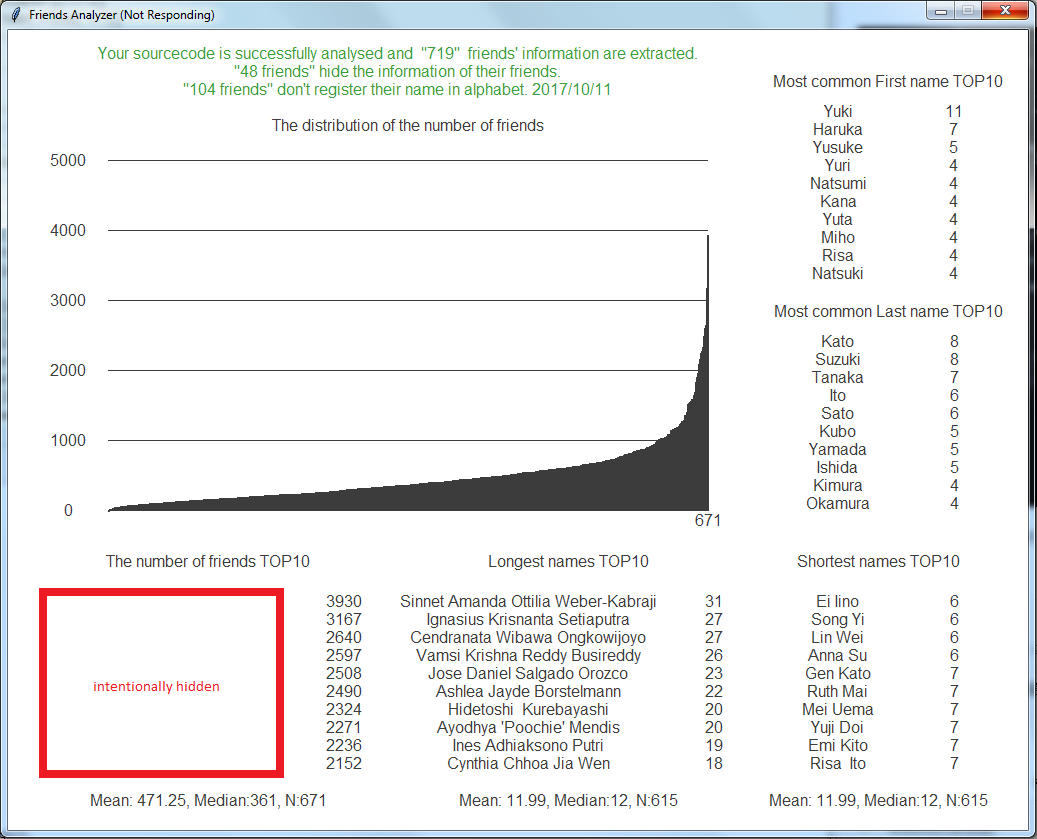 Friends Analyzer (Not Responding)
Your sourcecode is successfully analysed and "719" friends' information are extracted.
"48 friends" hide the information of their friends.
"104 friends" don't register their name in alphabet. 2017/10/11
The distribution of the number of friends
5000
4000
3000
2000
1000
0
671
Most common First name TOP10
Yuki 11
Haruka 7
Yusuke 5
Yuri 4
Natsumi 4
Kana 4
Yuta 4
Miho 4
Risa 4
Natsuki 4
Most common Last name TOP10
Kato 8
Suzuki 8
Tanaka 7
Ito 6
Sato 6
Kubo 5
Yamada 5
Ishida 5
Kimura 4
Okamura 4
The number of friends TOP10
intentionally hidden
3930
3167
2640
2597
2508
2490
2324
2271
2236
2152
Mean: 471.25, Median:361, N:671
Longest names TOP10
Sinnet Amanda Ottilia Weber-Kabraji 31
Ignasius Krisnanta Setiaputra 27
Cendranata Wibawa Ongkowijoyo 27
Vamsi Krishna Reddy Busireddy 26
Jose Daniel Salgado Orozco 23
Ashlea Jayde Borstelmann 22
Hidetoshi Kurebayashi 20
Ayodhya 'Poochie' Mendis 20
Ines Adhiaksono Putri 19
Cynthia Chhoa Jia Wen 18
Mean: 11.99, Median:12, N:615
Shortest names TOP10
Ei Iino 6
Song Yi 6
Lin Wei 6
Anna Su 6
Gen Kato 7
Ruth Mai 7
Mei Uema 7
Yuji Doi 7
Emi Kito 7
Risa Ito 7
Mean: 11.99, Median:12, N:615